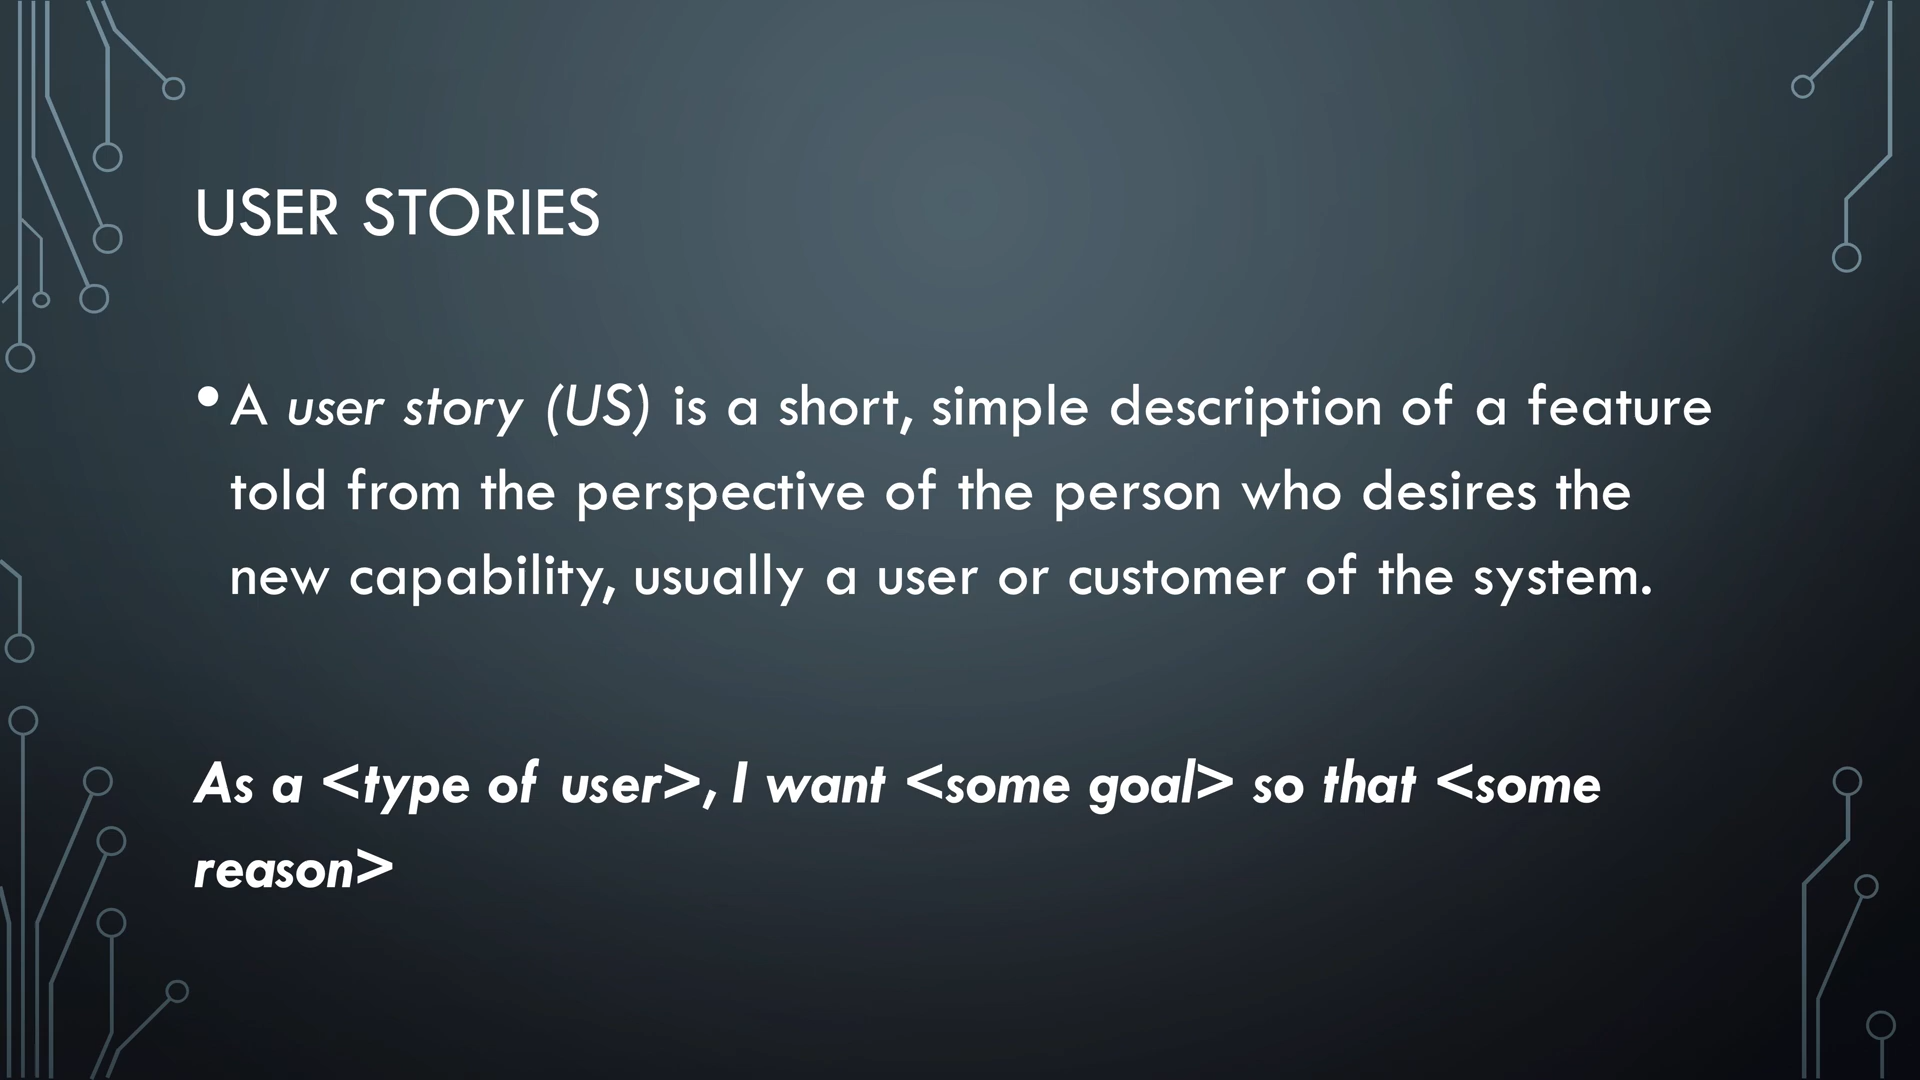 USER STORIES
• A user story (US) is a short, simple description of a feature
told from the perspective of the person who desires the
new capability, usually a user or customer of the system.
As a <type of user>, I want <some goal> so that <some
reason>